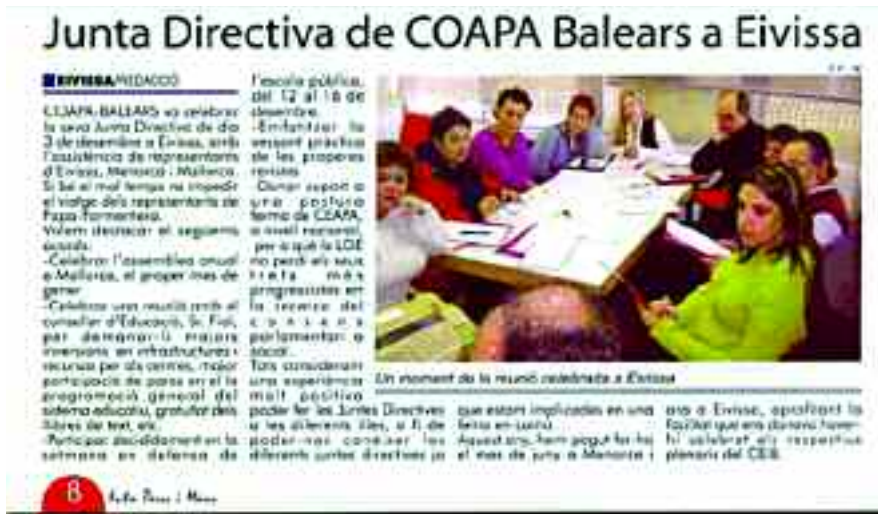 Junta Directiva de COAPA Balears a Eivissa
EIVISSA/REDACCIÓ
COAPA-BALEARS va celebrar
la seva Junta Directiva de dia
3 de desembre a Eivissa, amb
l'assistència de representants
d'Eivissa, Menorca i Mallorca.
Si bé el mal temps va impedir
el viatge dels representants de
Fapa-Formentera.
Volem destacar el següents
acords:
-Celebrar l'assemblea anual
a Mallorca, el proper mes de
gener
-Celebrar una reunió amb el
conseller d'Educació, Sr. Fiol,
per demanar-li majors
inversions en infraestructures i
recursos per als centres, major
participació de pares en el la
programació general del
sistema educatiu, gratuïtat dels
llibres de text, etc.
-Participar decididament en la
setmana en defensa de
l'escola pública,
del 12 al 16 de
desembre.
-Emfantzar la
vessant pràctica
de les properes
revistes
-Donar suport a
una postura
ferma de CEAPA,
a nivell nacional,
per a què la LOE
no perdi els seus
trets més
progressistes en
la recerca del
consens
parlamentari o
social.
Tots consideram
una experiència
molt positiva
poder fer les Juntes Directives
a les diferents illes, a fi de
poder-nos conèixer les
diferents juntes directives ja
Un moment de la reunió celebrada a Eivissa
que estam implicades en una
feina en comú.
Aquest any, hem pogut fer-ho
el mes de juny a Menorca i
ara a Eivissa, aprofitant la
facilitat que ens donava haver-
hi celebrat els respectius
plenaris del CEIB.
8
Pares i Mares